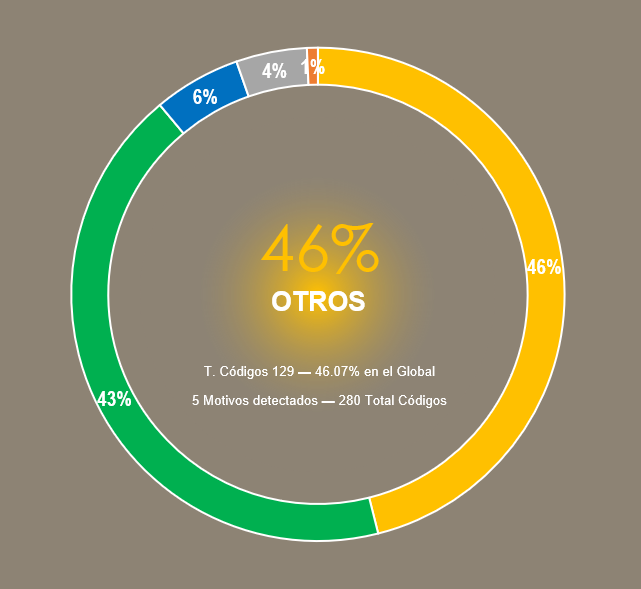 4%
1%
6%
46%
46%
OTROS
T. Códigos 129 — 46.07% en el Global
43%
5 Motivos detectados — 280 Total Códigos